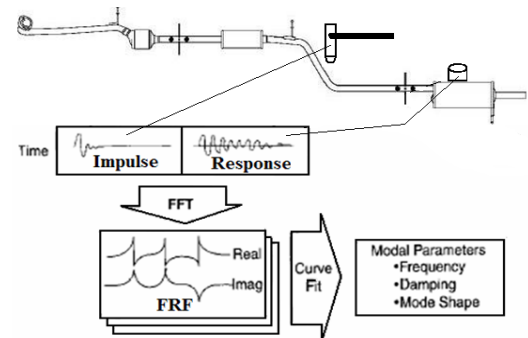 Time
Impulse
Response
FFT
Real
Imag
FRF
Curve
Fit
Modal Parameters
•Frequency
•Damping
•Mode Shape